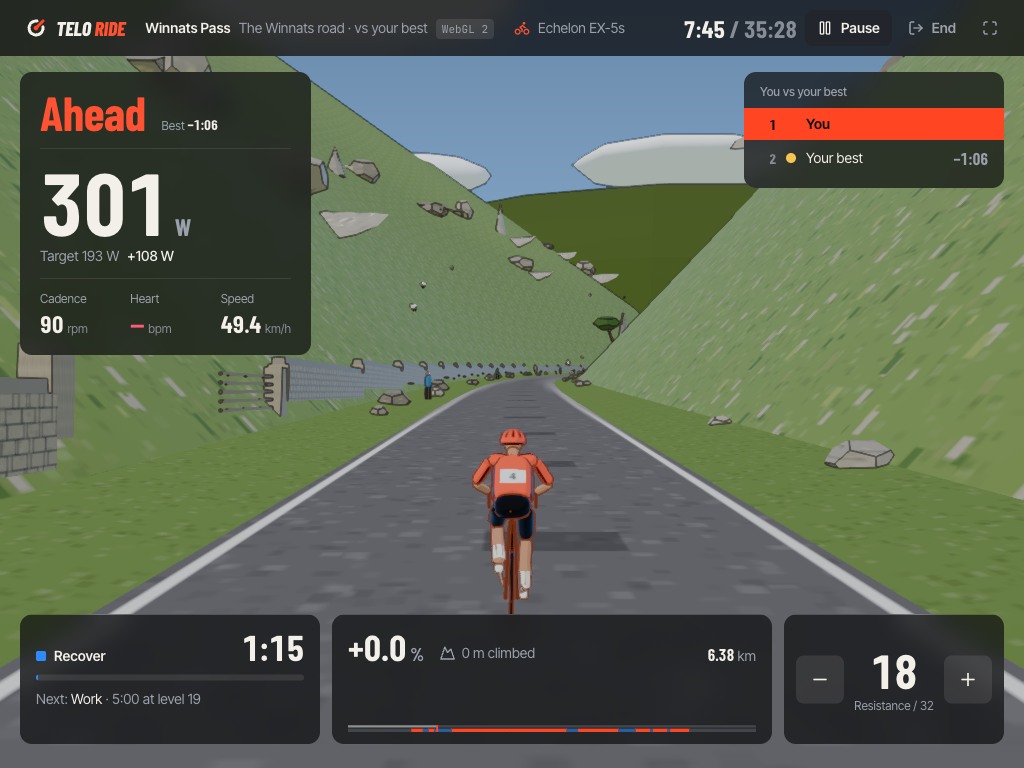 TELO RIDE Winnats Pass The Winnats road · vs your best WebGL 2 Echelon EX-5s 7:45 / 35:28 Pause End
Ahead Best −1:06
301 W
Target 193 W +108 W
Cadence Heart Speed
90 rpm — bpm 49.4 km/h
You vs your best
1 You
2 Your best −1:06
4
Recover 1:15
Next: Work · 5:00 at level 19
+0.0 % 0 m climbed 6.38 km
− 18 +
Resistance / 32